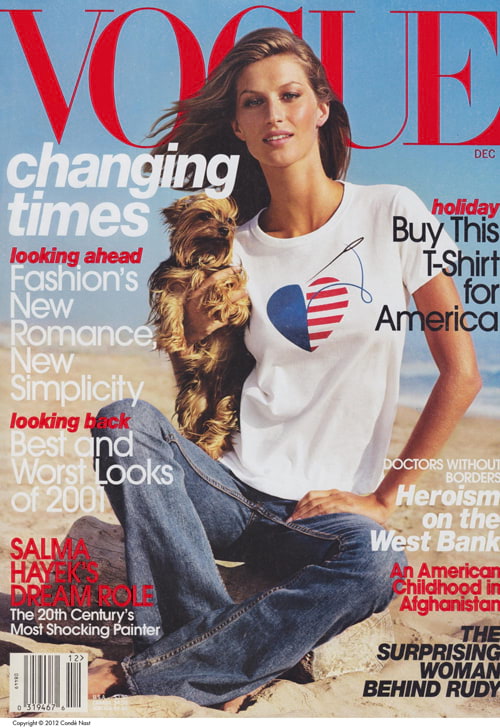 VOGUE
DEC
changing
times
looking ahead
Fashion's
New
Romance,
New
Simplicity
looking back
Best and
Worst Looks
of 2001
SALMA
HAYEK'S
DREAM ROLE
The 20th Century's
Most Shocking Painter
holiday
Buy This
T-Shirt
for
America
DOCTORS WITHOUT
BORDERS
Heroism
on the
West Bank
An American
Childhood in
Afghanistan
THE
SURPRISING
WOMAN
BEHIND RUDY
12>
0 319467 6
Copyright © 2012 Condé Nast